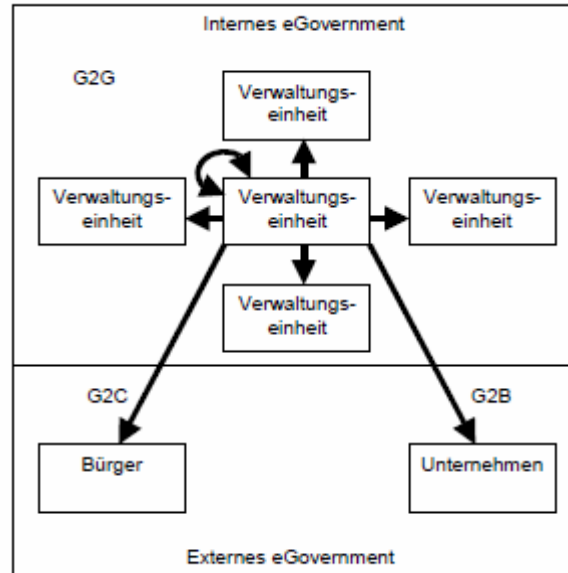 Internes eGovernment
G2G
Verwaltungs-
einheit
Verwaltungs-
einheit
Verwaltungs-
einheit
Verwaltungs-
einheit
Verwaltungs-
einheit
G2C
G2B
Bürger
Unternehmen
Externes eGovernment